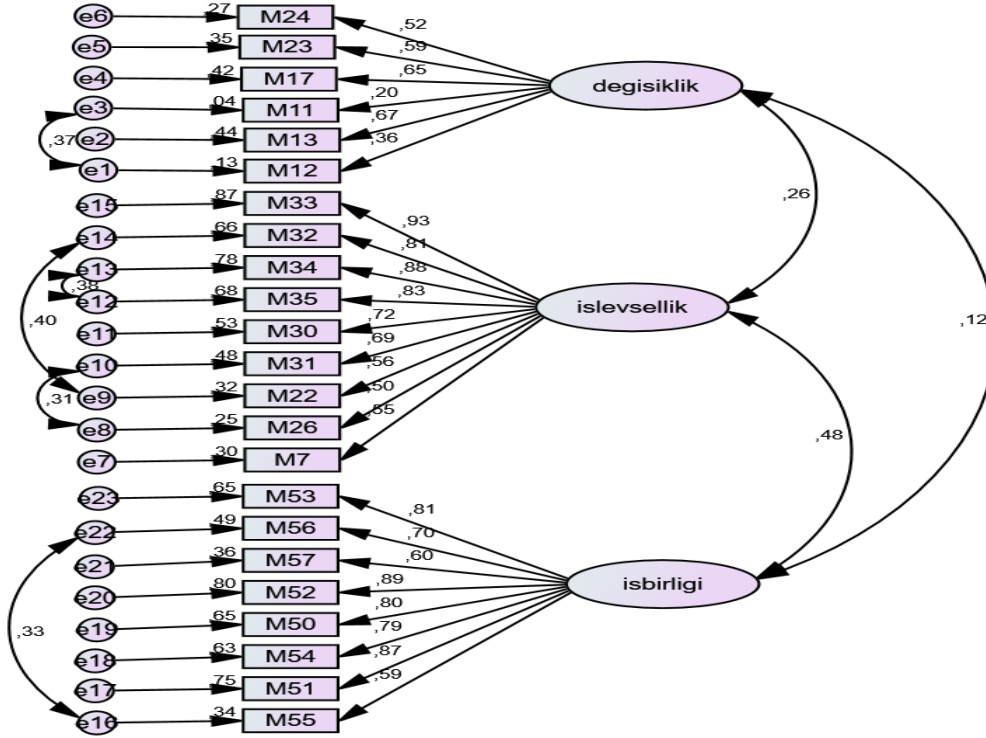 e6 ,27 M24 ,52
e5 ,35 M23 ,59
e4 ,42 M17 ,65 degisiklik
e3 ,04 M11 ,20
,37 e2 ,44 M13 ,67
e1 ,13 M12 ,36
e15 ,87 M33 ,93 ,26
e14 ,66 M32 ,81
e13 ,78 M34 ,88
,38 e12 ,68 M35 ,83 islevsellik
,40 e11 ,53 M30 ,72 ,12
e10 ,48 M31 ,69
,31 e9 ,32 M22 ,56
e8 ,25 M26 ,50 ,48
e7 ,30 M7 ,55
e23 ,65 M53 ,81
e22 ,49 M56 ,70
e21 ,36 M57 ,60
e20 ,80 M52 ,89 isbirligi
,33 e19 ,65 M50 ,80
e18 ,63 M54 ,79
e17 ,75 M51 ,87
e16 ,34 M55 ,59